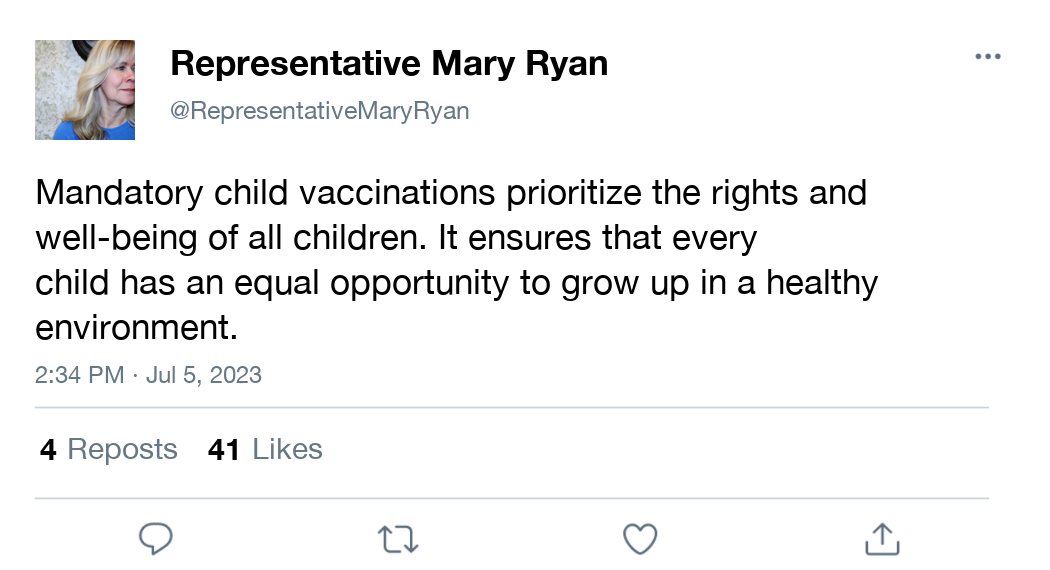 Representative Mary Ryan
@RepresentativeMaryRyan
Mandatory child vaccinations prioritize the rights and
well-being of all children. It ensures that every
child has an equal opportunity to grow up in a healthy
environment.
2:34 PM · Jul 5, 2023
4 Reposts 41 Likes